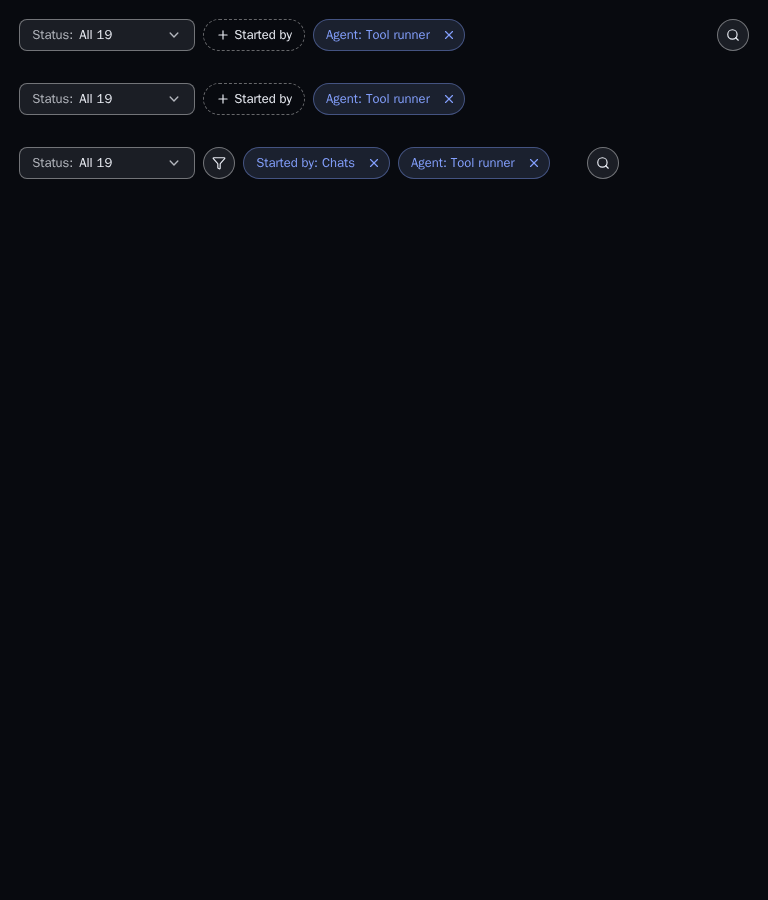 Status: All 19 Started by Agent: Tool runner
Status: All 19 Started by Agent: Tool runner
Status: All 19 Started by: Chats Agent: Tool runner